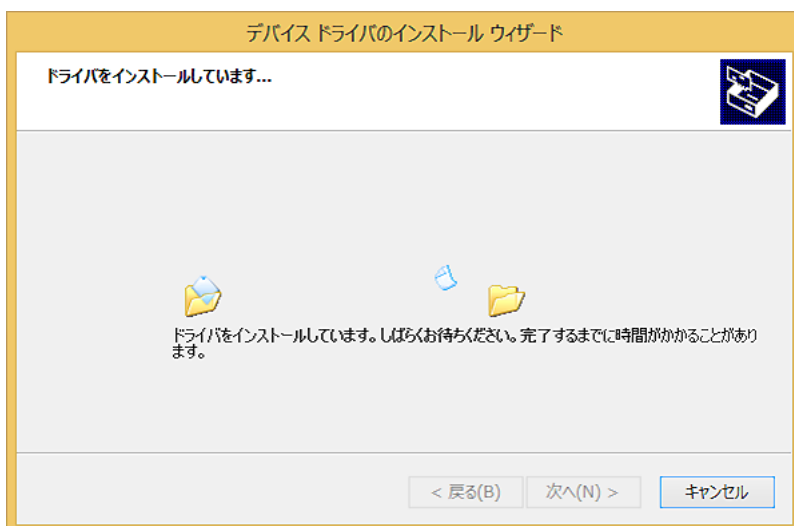 デバイス ドライバのインストール ウィザード
ドライバをインストールしています...
ドライバをインストールしています。しばらくお待ちください。完了するまでに時間がかかることがあり
ます。
< 戻る(B) 次へ(N) > キャンセル